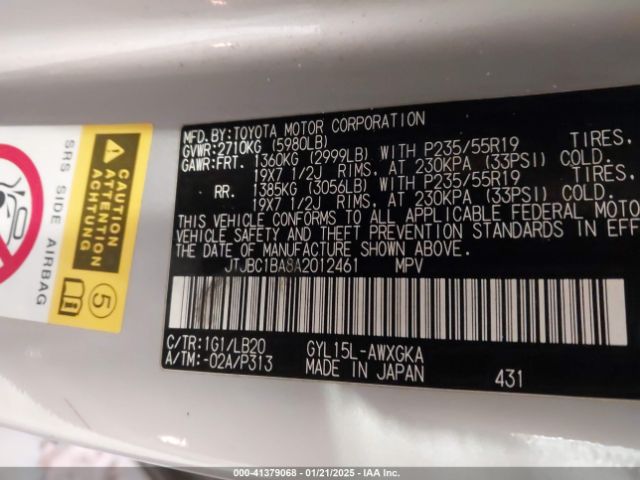 MFD.BY:TOYOTA MOTOR CORPORATION
GVWR:2710KG (5980LB)
GAWR:FRT. 1360KG (2999LB) WITH P235/55R19 TIRES,
19X7 1/2J RIMS, AT 230KPA (33PSI) COLD.
RR. 1385KG (3056LB) WITH P235/55R19 TIRES,
19X7 1/2J RIMS, AT 230KPA (33PSI) COLD.
THIS VEHICLE CONFORMS TO ALL APPLICABLE FEDERAL MOTO
VEHICLE SAFETY AND THEFT PREVENTION STANDARDS IN EFF
THE DATE OF MANUFACTURE SHOWN ABOVE.
JTJBC1BA8A2012461 MPV
C/TR:1G1/LB20 GYL15L-AWXGKA
A/TM:-02A/P313 MADE IN JAPAN 431
CAUTION
ATTENTION
ACHTUNG
SRS SIDE AIRBAG
5
000-41379068 | 01/21/2025 | IAA Inc.